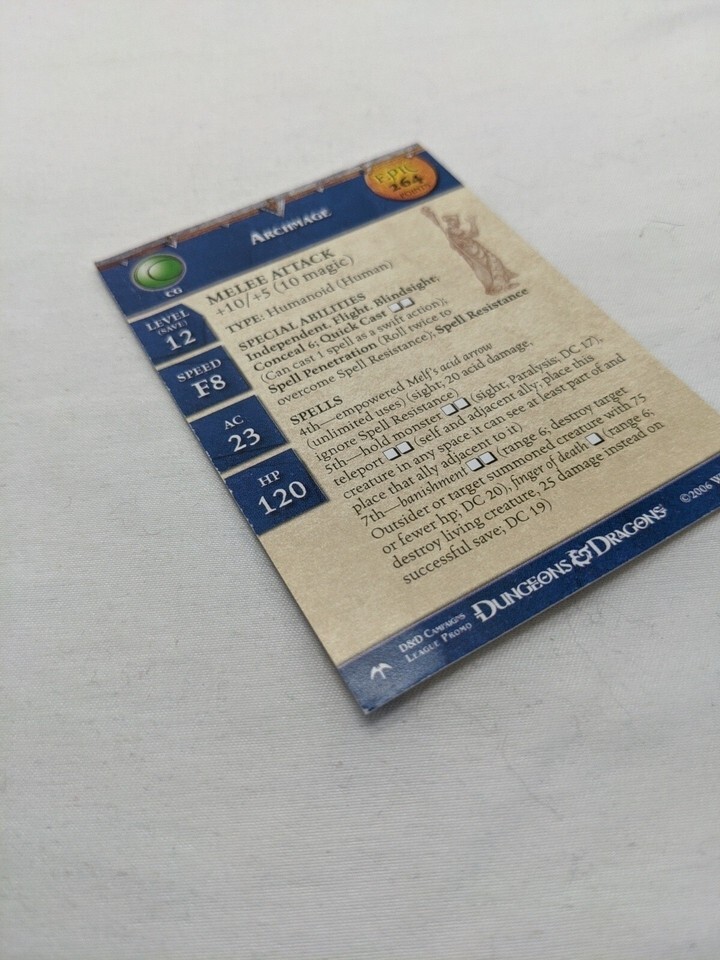 EPIC
264
POINTS
ARCHMAGE
CG
LEVEL
(SAVE)
12
SPEED
F8
AC
23
HP
120
MELEE ATTACK
+10/+5 (10 magic)
TYPE: Humanoid (Human)
SPECIAL ABILITIES
Independent, Flight, Blindsight,
Conceal 6; Quick Cast
(Can cast 1 spell as a swift action);
Spell Penetration (Roll twice to
overcome Spell Resistance); Spell Resistance
SPELLS
4th—empowered Melf's acid arrow
(unlimited uses) (sight; 20 acid damage,
ignore Spell Resistance)
5th—hold monster (sight; Paralysis; DC 17),
teleport (self and adjacent ally; place this
creature in any space it can see at least part of and
place that ally adjacent to it)
7th—banishment (range 6; destroy target
Outsider or target summoned creature with 75
or fewer hp; DC 20), finger of death (range 6;
destroy living creature, 25 damage instead on
successful save; DC 19)
D&D CAMPAIGNS
LEAGUE PROMO
DUNGEONS & DRAGONS
©2006 W